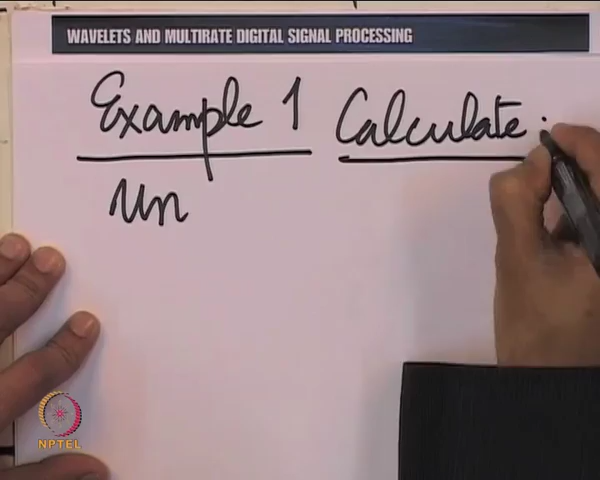 WAVELETS AND MULTIRATE DIGITAL SIGNAL PROCESSING
Example 1 Calculate:
Un
NPTEL